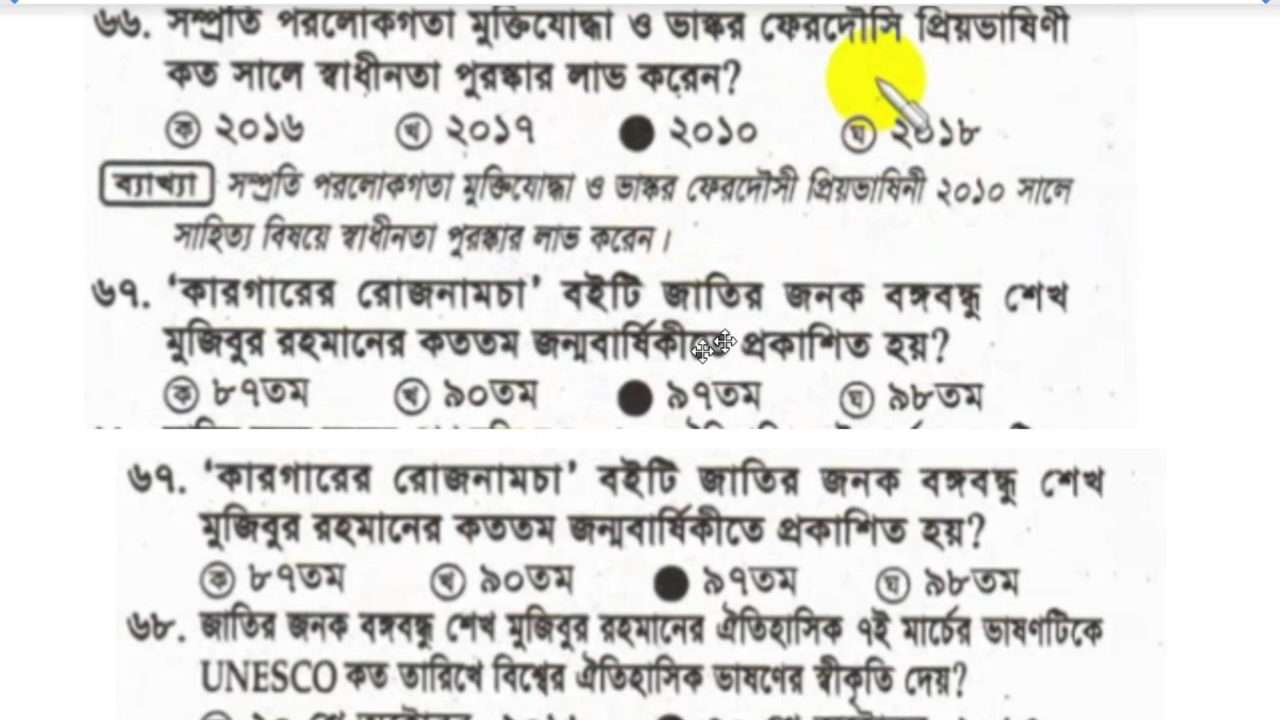 ৬৬. সম্প্রতি পরলোকগতা মুক্তিযোদ্ধা ও ভাস্কর ফেরদৌসি প্রিয়ভাষিণী
কত সালে স্বাধীনতা পুরস্কার লাভ করেন?
ক ২০১৬ খ ২০১৭ ● ২০১০ ঘ ২০১৮
ব্যাখ্যা সম্প্রতি পরলোকগতা মুক্তিযোদ্ধা ও ভাস্কর ফেরদৌসী প্রিয়ভাষিনী ২০১০ সালে
সাহিত্য বিষয়ে স্বাধীনতা পুরস্কার লাভ করেন।
৬৭. ‘কারগারের রোজনামচা’ বইটি জাতির জনক বঙ্গবন্ধু শেখ
মুজিবুর রহমানের কততম জন্মবার্ষিকীতে প্রকাশিত হয়?
ক ৮৭তম খ ৯০তম ● ৯৭তম ঘ ৯৮তম
৬৭. ‘কারগারের রোজনামচা’ বইটি জাতির জনক বঙ্গবন্ধু শেখ
মুজিবুর রহমানের কততম জন্মবার্ষিকীতে প্রকাশিত হয়?
ক ৮৭তম খ ৯০তম ● ৯৭তম ঘ ৯৮তম
৬৮. জাতির জনক বঙ্গবন্ধু শেখ মুজিবুর রহমানের ঐতিহাসিক ৭ই মার্চের ভাষণটিকে
UNESCO কত তারিখে বিশ্বের ঐতিহাসিক ভাষণের স্বীকৃতি দেয়?